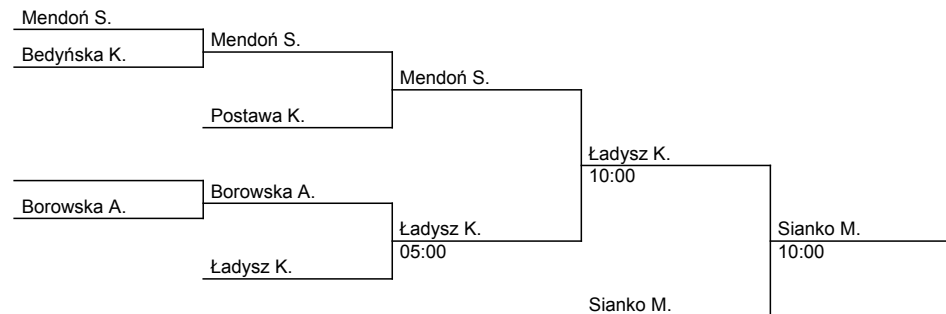 Mendoń S.
Bedyńska K.
Mendoń S.
Postawa K.
Mendoń S.
Borowska A.
Borowska A.
Ładysz K.
Ładysz K.
05:00
Ładysz K.
10:00
Sianko M.
Sianko M.
10:00